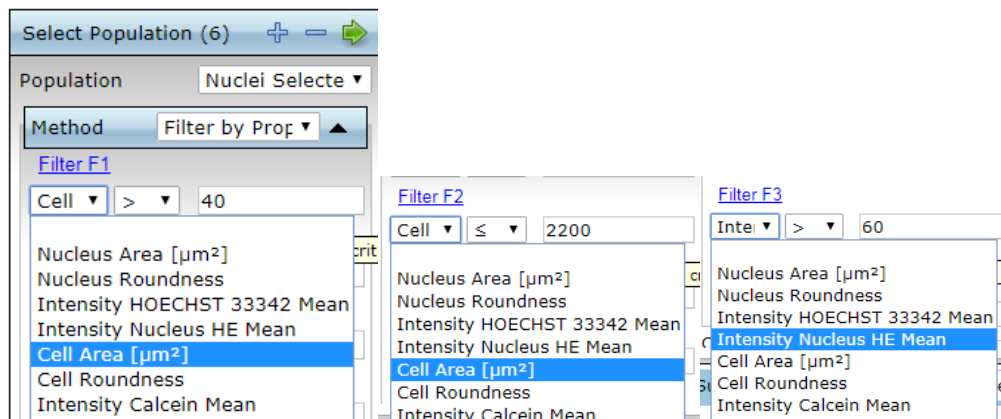 Select Population (6)
Population Nuclei Selecte
Method Filter by Prop
Filter F1
Cell > 40
Nucleus Area [µm²]
Nucleus Roundness
Intensity HOECHST 33342 Mean
Intensity Nucleus HE Mean
Cell Area [µm²]
Cell Roundness
Intensity Calcein Mean
crit
Filter F2
Cell ≤ 2200
Nucleus Area [µm²]
Nucleus Roundness
Intensity HOECHST 33342 Mean
Intensity Nucleus HE Mean
Cell Area [µm²]
Cell Roundness
Intensity Calcein Mean
Filter F3
Inte > 60
Nucleus Area [µm²]
Nucleus Roundness
Intensity HOECHST 33342 Mean
Intensity Nucleus HE Mean
Cell Area [µm²]
Cell Roundness
Intensity Calcein Mean